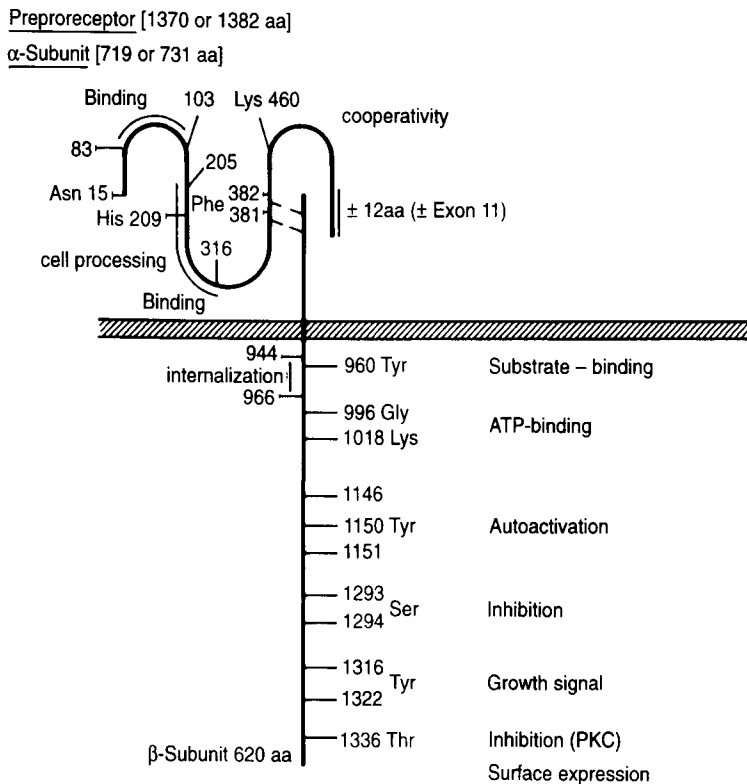 Preproreceptor [1370 or 1382 aa]
α-Subunit [719 or 731 aa]
Binding
103
Lys 460
cooperativity
83
205
Asn 15
Phe
382
His 209
381
± 12aa (± Exon 11)
316
cell processing
Binding
944
960 Tyr
Substrate – binding
internalization
966
996 Gly
ATP-binding
1018 Lys
1146
1150 Tyr
Autoactivation
1151
1293
Ser
Inhibition
1294
1316
Tyr
Growth signal
1322
1336 Thr
Inhibition (PKC)
β-Subunit 620 aa
Surface expression